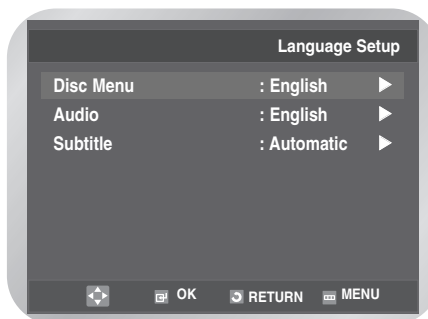 Language Setup
Disc Menu : English ▶
Audio : English ▶
Subtitle : Automatic ▶
OK RETURN MENU